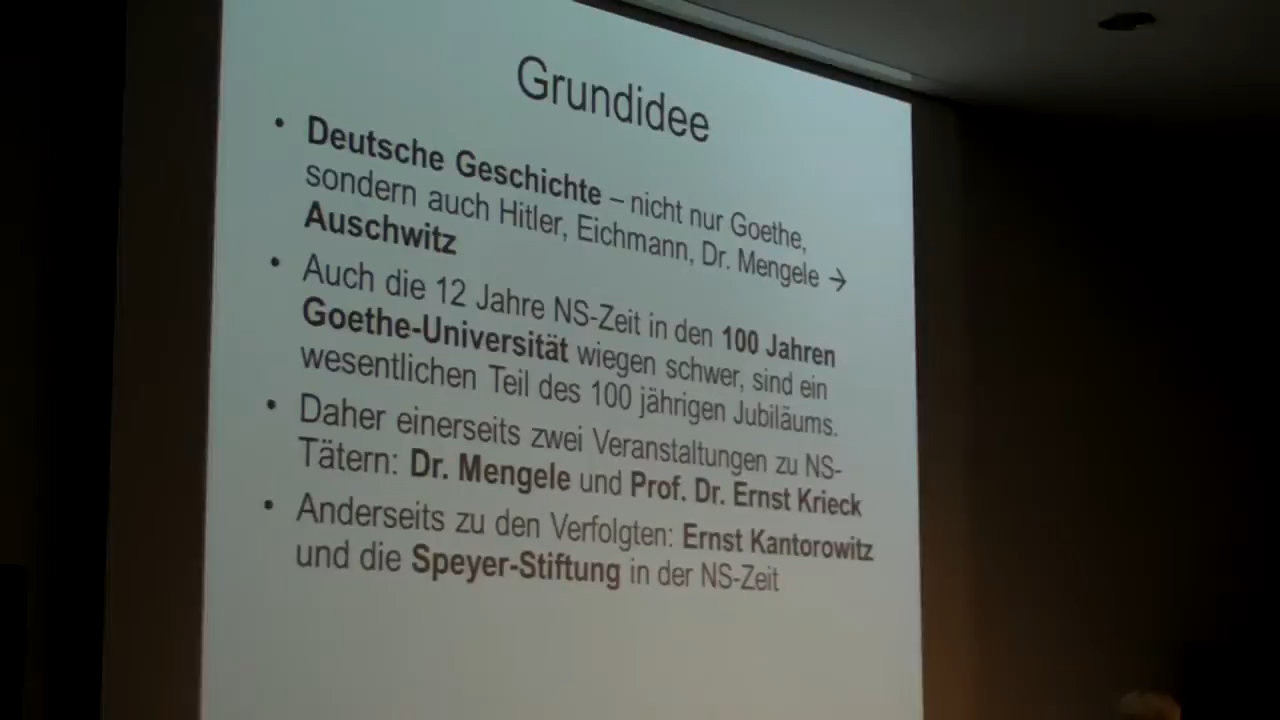 Grundidee
• Deutsche Geschichte – nicht nur Goethe,
sondern auch Hitler, Eichmann, Dr. Mengele →
Auschwitz
• Auch die 12 Jahre NS-Zeit in den 100 Jahren
Goethe-Universität wiegen schwer, sind ein
wesentlichen Teil des 100 jährigen Jubiläums.
• Daher einerseits zwei Veranstaltungen zu NS-
Tätern: Dr. Mengele und Prof. Dr. Ernst Krieck
• Anderseits zu den Verfolgten: Ernst Kantorowitz
und die Speyer-Stiftung in der NS-Zeit